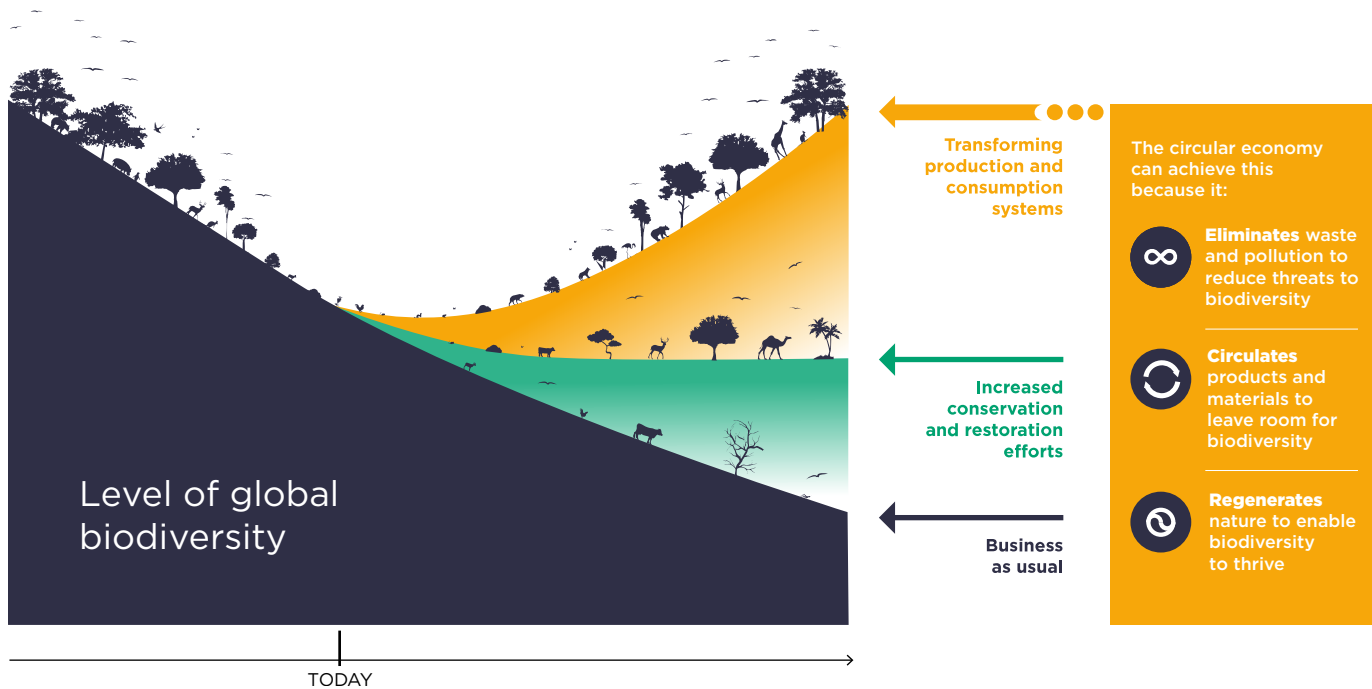 Level of global
biodiversity
TODAY
Transforming
production and
consumption
systems
Increased
conservation
and restoration
efforts
Business
as usual
The circular economy
can achieve this
because it:
Eliminates waste
and pollution to
reduce threats to
biodiversity
Circulates
products and
materials to
leave room for
biodiversity
Regenerates
nature to enable
biodiversity
to thrive